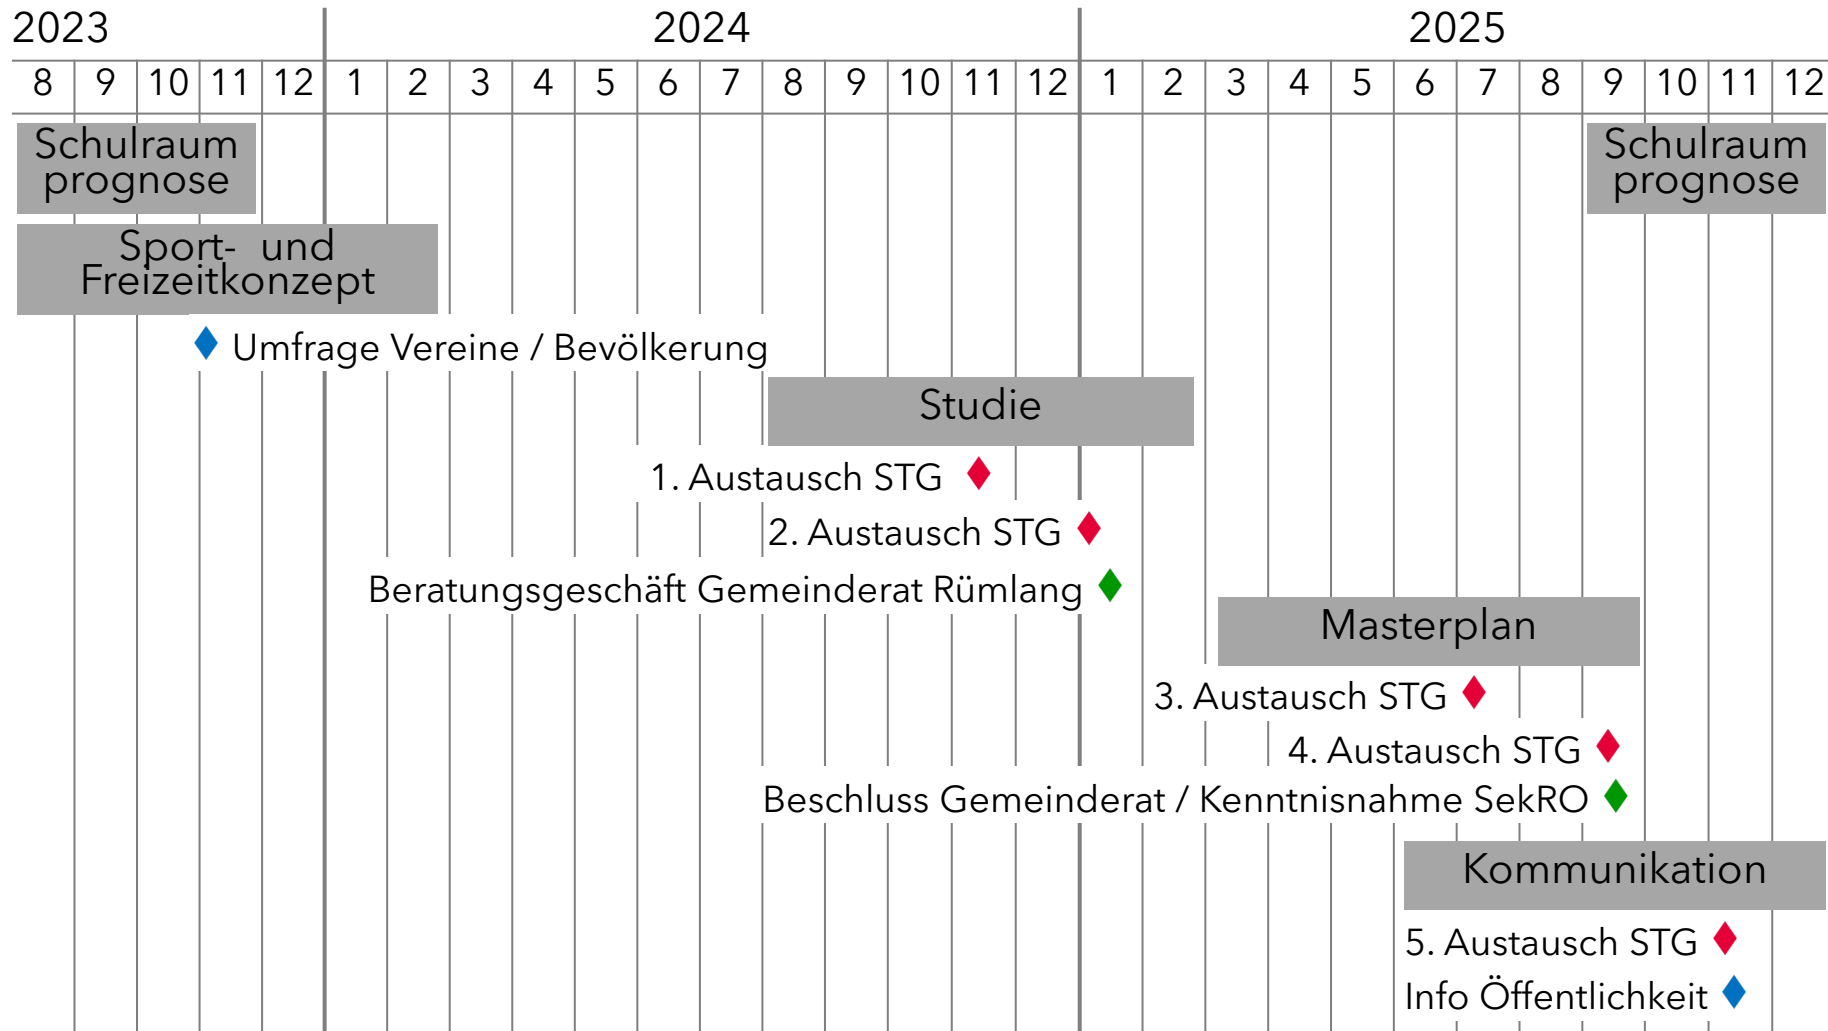 2023 2024 2025
8 9 10 11 12 1 2 3 4 5 6 7 8 9 10 11 12 1 2 3 4 5 6 7 8 9 10 11 12
Schulraum
prognose
Schulraum
prognose
Sport- und
Freizeitkonzept
Umfrage Vereine / Bevölkerung
Studie
1. Austausch STG
2. Austausch STG
Beratungsgeschäft Gemeinderat Rümlang
Masterplan
3. Austausch STG
4. Austausch STG
Beschluss Gemeinderat / Kenntnisnahme SekRO
Kommunikation
5. Austausch STG
Info Öffentlichkeit